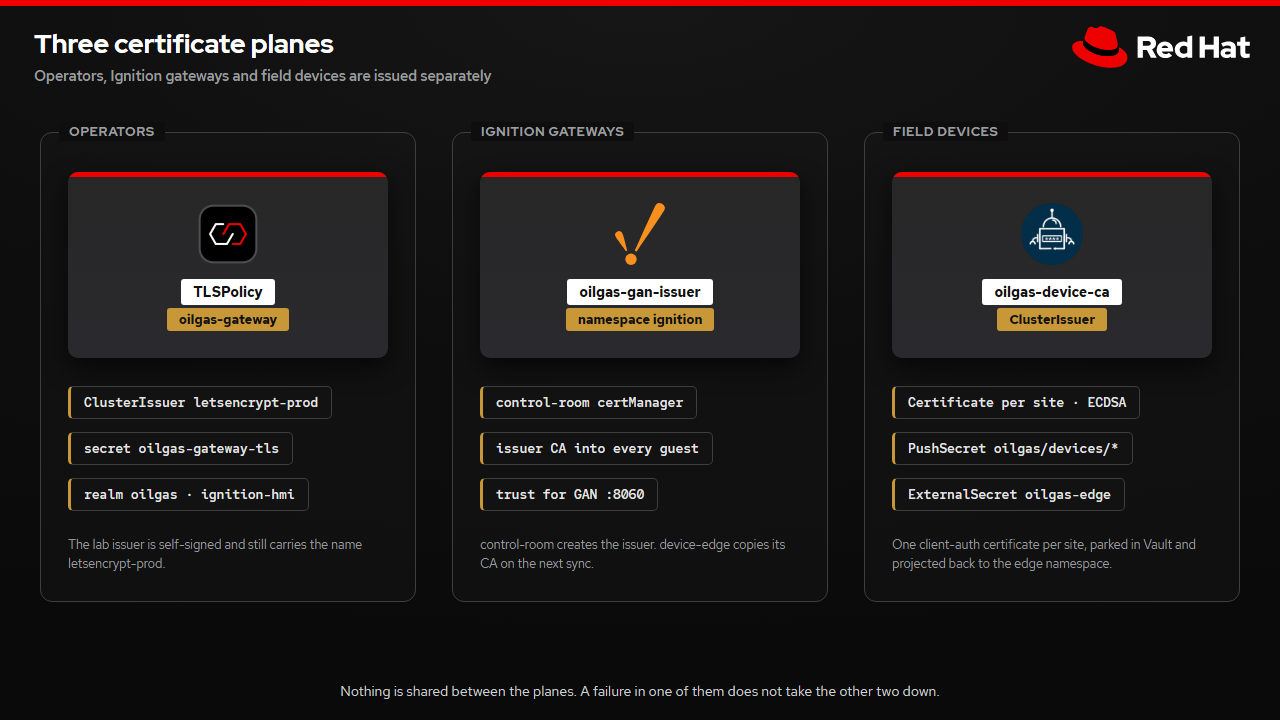 Three certificate planes
Operators, Ignition gateways and field devices are issued separately
Red Hat
OPERATORS
TLSPolicy
oilgas-gateway
ClusterIssuer letsencrypt-prod
secret oilgas-gateway-tls
realm oilgas · ignition-hmi
The lab issuer is self-signed and still carries the name
letsencrypt-prod.
IGNITION GATEWAYS
oilgas-gan-issuer
namespace ignition
control-room certManager
issuer CA into every guest
trust for GAN :8060
control-room creates the issuer. device-edge copies its
CA on the next sync.
FIELD DEVICES
oilgas-device-ca
ClusterIssuer
Certificate per site · ECDSA
PushSecret oilgas/devices/*
ExternalSecret oilgas-edge
One client-auth certificate per site, parked in Vault and
projected back to the edge namespace.
Nothing is shared between the planes. A failure in one of them does not take the other two down.